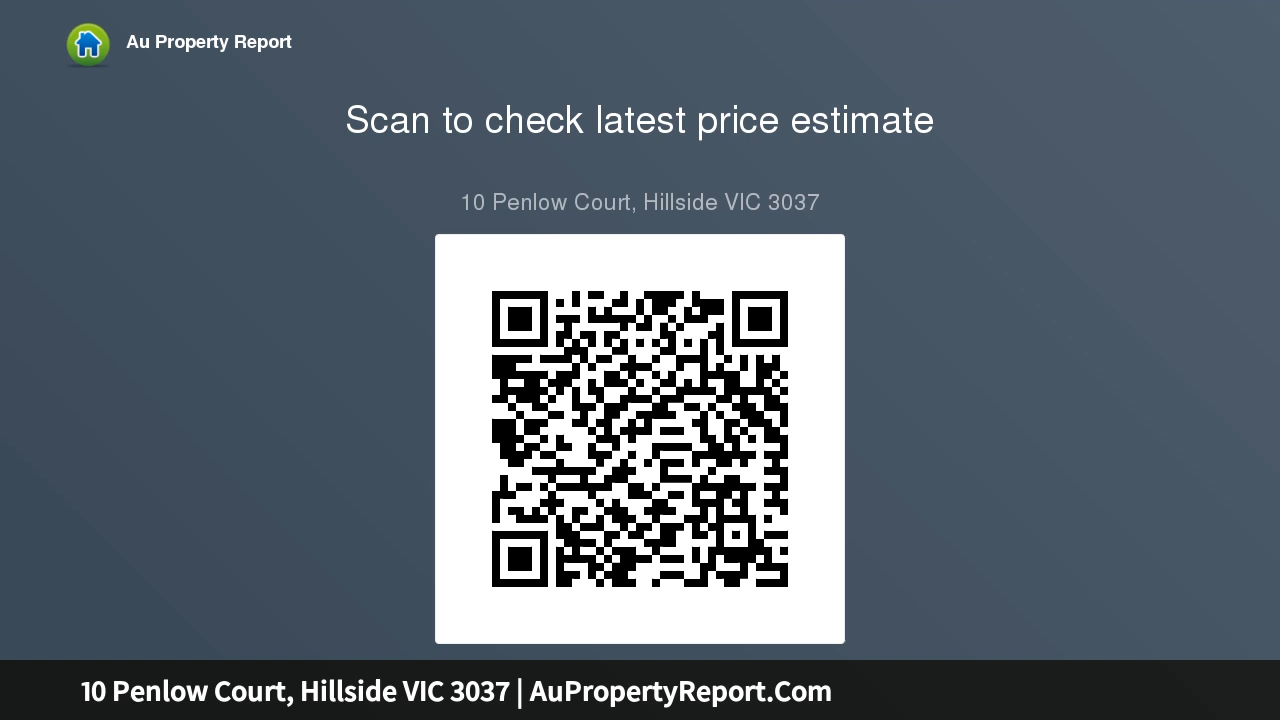 Au Property Report
Scan to check latest price estimate
10 Penlow Court, Hillside VIC 3037
10 Penlow Court, Hillside VIC 3037 | AuPropertyReport.Com